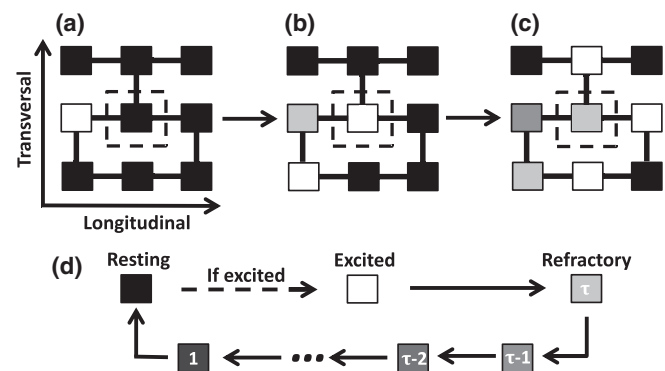 (a)
(b)
(c)
Transversal
Longitudinal
(d)
Resting
If excited
Excited
Refractory
τ
1
τ-2
τ-1